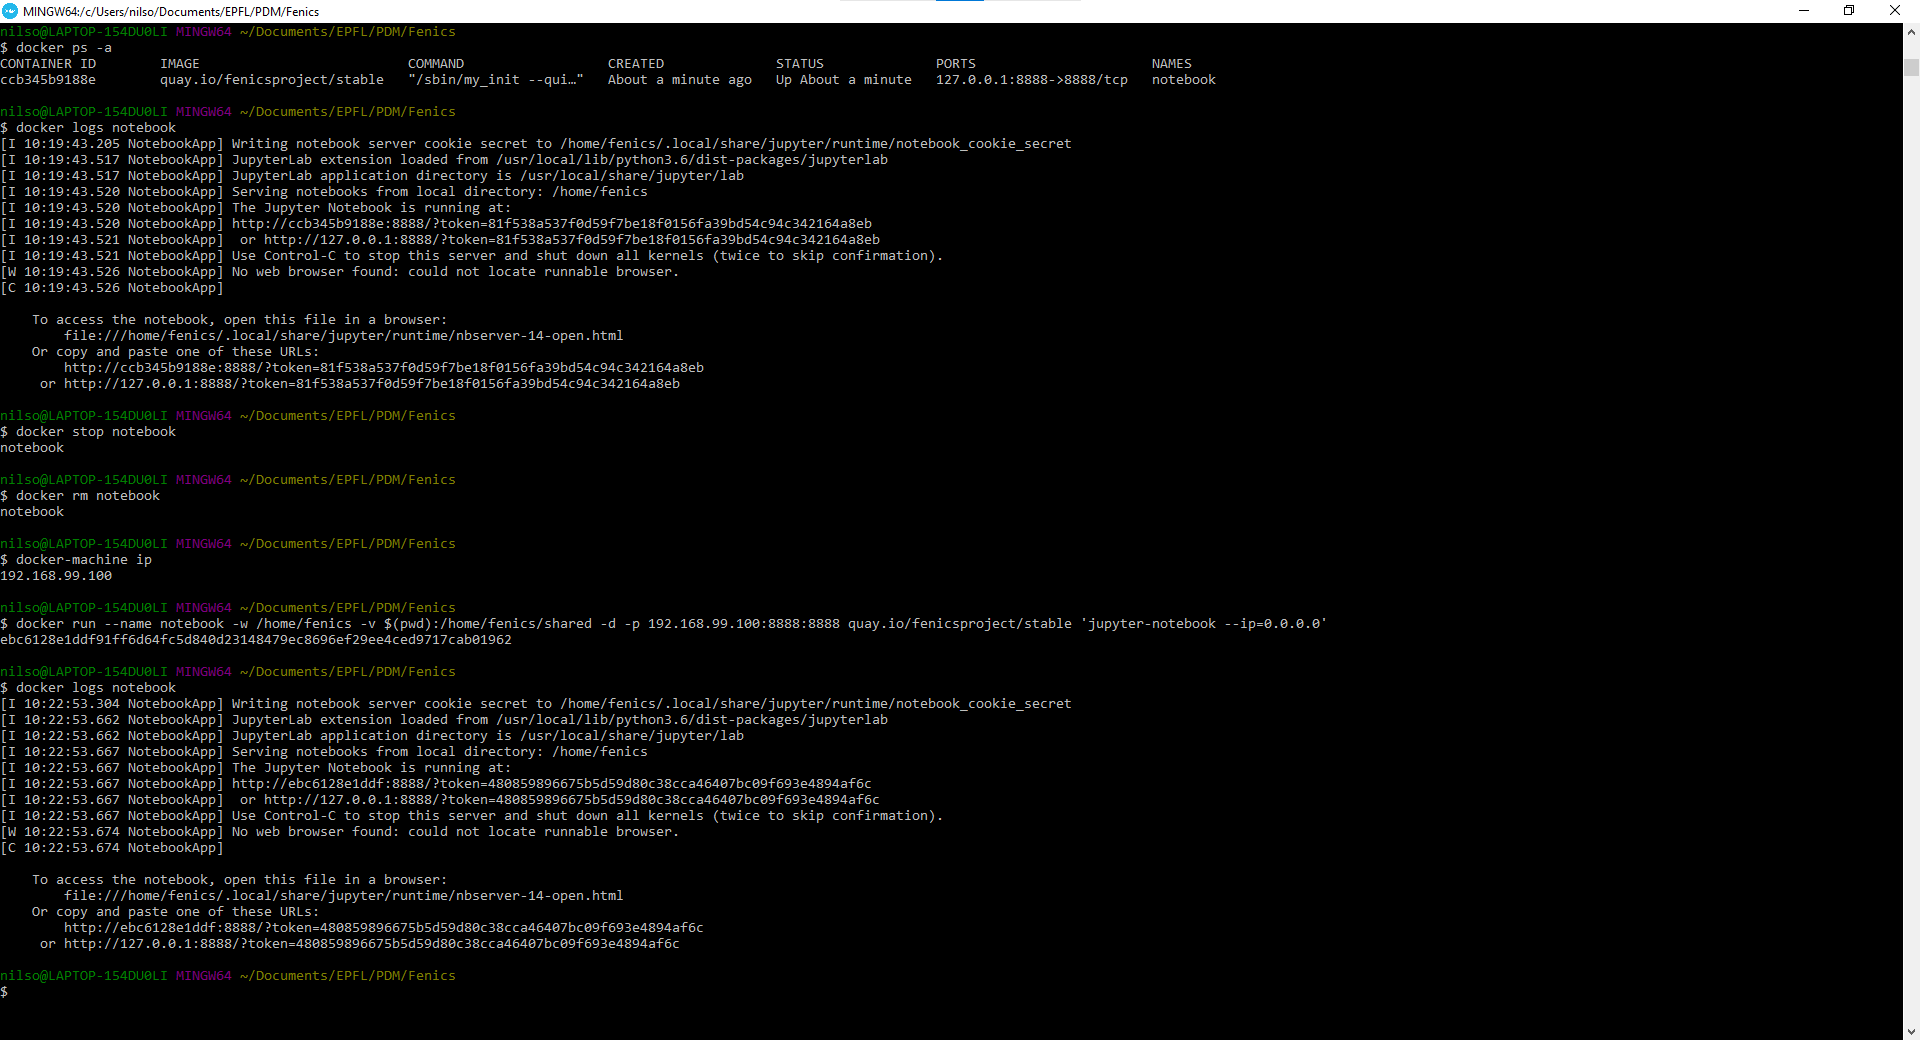 MINGW64:/c/Users/nilso/Documents/EPFL/PDM/Fenics
nilso@LAPTOP-154DU0LI MINGW64 ~/Documents/EPFL/PDM/Fenics
$ docker ps -a
CONTAINER ID        IMAGE                          COMMAND                  CREATED              STATUS              PORTS                      NAMES
ccb345b9188e        quay.io/fenicsproject/stable   "/sbin/my_init --qui…"   About a minute ago   Up About a minute   127.0.0.1:8888->8888/tcp   notebook
nilso@LAPTOP-154DU0LI MINGW64 ~/Documents/EPFL/PDM/Fenics
$ docker logs notebook
[I 10:19:43.205 NotebookApp] Writing notebook server cookie secret to /home/fenics/.local/share/jupyter/runtime/notebook_cookie_secret
[I 10:19:43.517 NotebookApp] JupyterLab extension loaded from /usr/local/lib/python3.6/dist-packages/jupyterlab
[I 10:19:43.517 NotebookApp] JupyterLab application directory is /usr/local/share/jupyter/lab
[I 10:19:43.520 NotebookApp] Serving notebooks from local directory: /home/fenics
[I 10:19:43.520 NotebookApp] The Jupyter Notebook is running at:
[I 10:19:43.520 NotebookApp] http://ccb345b9188e:8888/?token=81f538a537f0d59f7be18f0156fa39bd54c94c342164a8eb
[I 10:19:43.521 NotebookApp]  or http://127.0.0.1:8888/?token=81f538a537f0d59f7be18f0156fa39bd54c94c342164a8eb
[I 10:19:43.521 NotebookApp] Use Control-C to stop this server and shut down all kernels (twice to skip confirmation).
[W 10:19:43.526 NotebookApp] No web browser found: could not locate runnable browser.
[C 10:19:43.526 NotebookApp]
To access the notebook, open this file in a browser:
file:///home/fenics/.local/share/jupyter/runtime/nbserver-14-open.html
Or copy and paste one of these URLs:
http://ccb345b9188e:8888/?token=81f538a537f0d59f7be18f0156fa39bd54c94c342164a8eb
or http://127.0.0.1:8888/?token=81f538a537f0d59f7be18f0156fa39bd54c94c342164a8eb
nilso@LAPTOP-154DU0LI MINGW64 ~/Documents/EPFL/PDM/Fenics
$ docker stop notebook
notebook
nilso@LAPTOP-154DU0LI MINGW64 ~/Documents/EPFL/PDM/Fenics
$ docker rm notebook
notebook
nilso@LAPTOP-154DU0LI MINGW64 ~/Documents/EPFL/PDM/Fenics
$ docker-machine ip
192.168.99.100
nilso@LAPTOP-154DU0LI MINGW64 ~/Documents/EPFL/PDM/Fenics
$ docker run --name notebook -w /home/fenics -v $(pwd):/home/fenics/shared -d -p 192.168.99.100:8888:8888 quay.io/fenicsproject/stable 'jupyter-notebook --ip=0.0.0.0'
ebc6128e1ddf91ff6d64fc5d840d23148479ec8696ef29ee4ced9717cab01962
nilso@LAPTOP-154DU0LI MINGW64 ~/Documents/EPFL/PDM/Fenics
$ docker logs notebook
[I 10:22:53.304 NotebookApp] Writing notebook server cookie secret to /home/fenics/.local/share/jupyter/runtime/notebook_cookie_secret
[I 10:22:53.662 NotebookApp] JupyterLab extension loaded from /usr/local/lib/python3.6/dist-packages/jupyterlab
[I 10:22:53.662 NotebookApp] JupyterLab application directory is /usr/local/share/jupyter/lab
[I 10:22:53.667 NotebookApp] Serving notebooks from local directory: /home/fenics
[I 10:22:53.667 NotebookApp] The Jupyter Notebook is running at:
[I 10:22:53.667 NotebookApp] http://ebc6128e1ddf:8888/?token=480859896675b5d59d80c38cca46407bc09f693e4894af6c
[I 10:22:53.667 NotebookApp]  or http://127.0.0.1:8888/?token=480859896675b5d59d80c38cca46407bc09f693e4894af6c
[I 10:22:53.667 NotebookApp] Use Control-C to stop this server and shut down all kernels (twice to skip confirmation).
[W 10:22:53.674 NotebookApp] No web browser found: could not locate runnable browser.
[C 10:22:53.674 NotebookApp]
To access the notebook, open this file in a browser:
file:///home/fenics/.local/share/jupyter/runtime/nbserver-14-open.html
Or copy and paste one of these URLs:
http://ebc6128e1ddf:8888/?token=480859896675b5d59d80c38cca46407bc09f693e4894af6c
or http://127.0.0.1:8888/?token=480859896675b5d59d80c38cca46407bc09f693e4894af6c
nilso@LAPTOP-154DU0LI MINGW64 ~/Documents/EPFL/PDM/Fenics
$